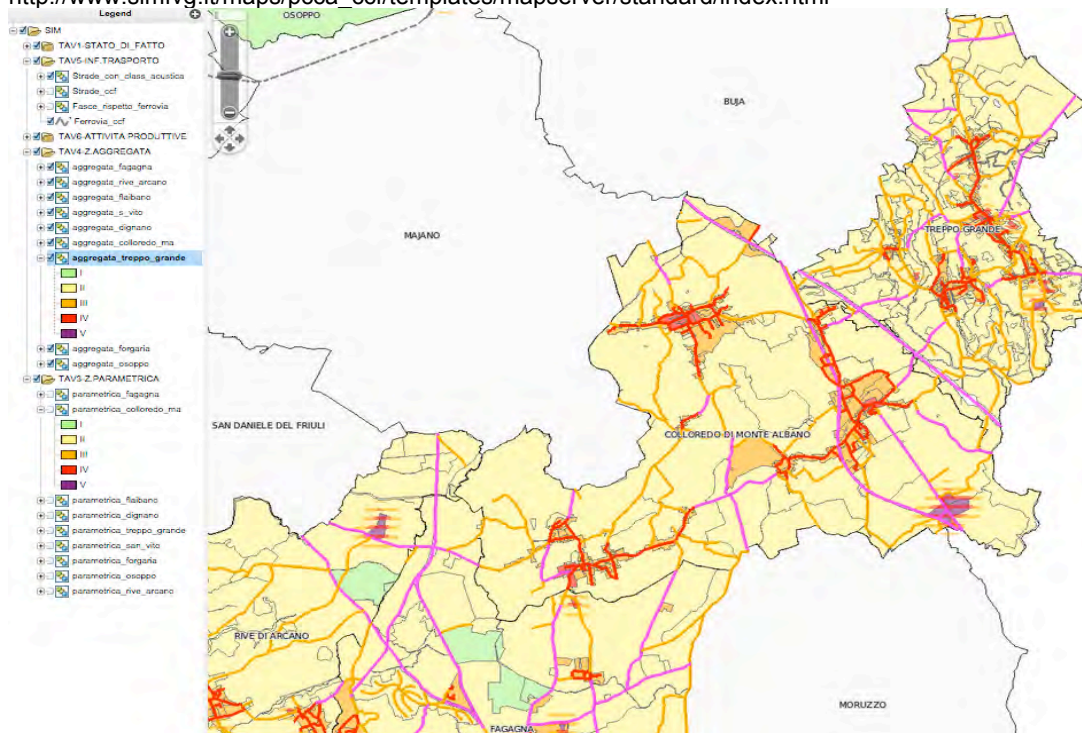 http://www.simfvg.it/maps/pcca_ccf/templates/mapserver/standard/index.html
Legend
SIM
TAV1-STATO_DI_FATTO
TAV5-INF.TRASPORTO
Strade_con_class_acustica
Strade_ccf
Fasce_rispetto_ferrovia
Ferrovia_ccf
TAV6-ATTIVITA PRODUTTIVE
TAV4-Z.AGGREGATA
aggregata_fagagna
aggregata_rive_arcano
aggregata_flaibano
aggregata_s_vito
aggregata_dignano
aggregata_colloredo_ma
aggregata_treppo_grande
I
II
III
IV
V
aggregata_forgaria
aggregata_osoppo
TAV3-Z.PARAMETRICA
parametrica_fagagna
parametrica_colloredo_ma
I
II
III
IV
V
parametrica_flaibano
parametrica_dignano
parametrica_treppo_grande
parametrica_san_vito
parametrica_forgaria
parametrica_osoppo
parametrica_rive_arcano
OSOPPO
BUJA
MAJANO
TREPPO GRANDE
SAN DANIELE DEL FRIULI
COLLOREDO DI MONTE ALBANO
RIVE DI ARCANO
MORUZZO
FAGAGNA